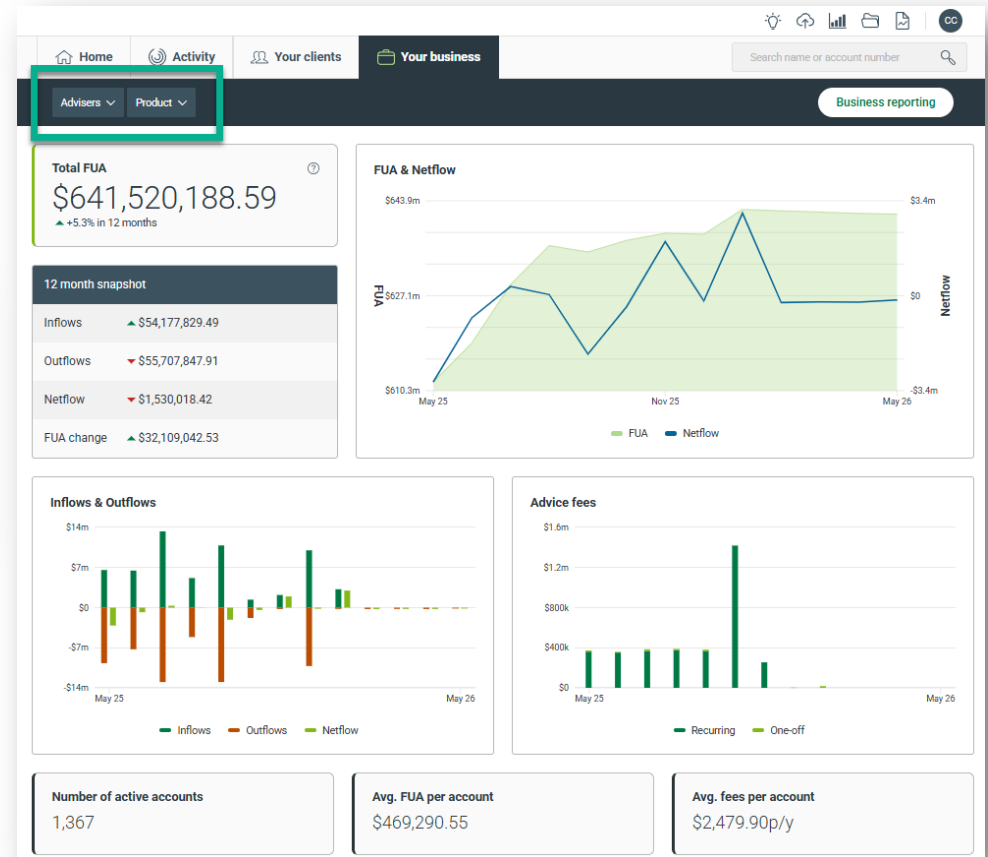 CC
Home
Activity
Your clients
Your business
Search name or account number
Advisers
Product
Business reporting
Total FUA
$641,520,188.59
+5.3% in 12 months
12 month snapshot
Inflows $54,177,829.49
Outflows $55,707,847.91
Netflow $1,530,018.42
FUA change $32,109,042.53
FUA & Netflow
$643.9m
$627.1m
$610.3m
FUA
$3.4m
$0
-$3.4m
Netflow
May 25
Nov 25
May 26
FUA
Netflow
Inflows & Outflows
$14m
$7m
$0
-$7m
-$14m
May 25
May 26
Inflows
Outflows
Netflow
Advice fees
$1.6m
$1.2m
$800k
$400k
$0
May 25
May 26
Recurring
One-off
Number of active accounts
1,367
Avg. FUA per account
$469,290.55
Avg. fees per account
$2,479.90p/y